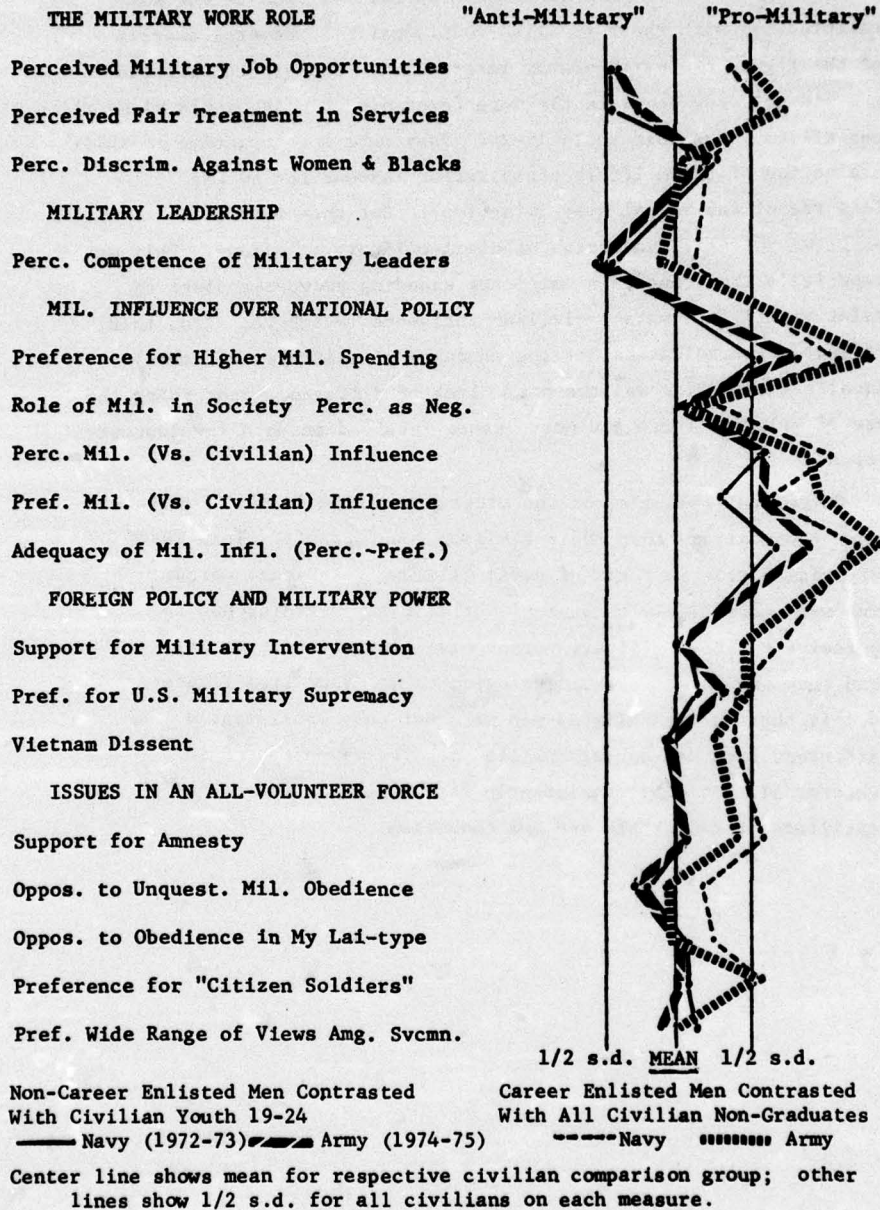 THE MILITARY WORK ROLE "Anti-Military" "Pro-Military"
Perceived Military Job Opportunities
Perceived Fair Treatment in Services
Perc. Discrim. Against Women & Blacks
MILITARY LEADERSHIP
Perc. Competence of Military Leaders
MIL. INFLUENCE OVER NATIONAL POLICY
Preference for Higher Mil. Spending
Role of Mil. in Society Perc. as Neg.
Perc. Mil. (Vs. Civilian) Influence
Pref. Mil. (Vs. Civilian) Influence
Adequacy of Mil. Infl. (Perc.~Pref.)
FOREIGN POLICY AND MILITARY POWER
Support for Military Intervention
Pref. for U.S. Military Supremacy
Vietnam Dissent
ISSUES IN AN ALL-VOLUNTEER FORCE
Support for Amnesty
Oppos. to Unquest. Mil. Obedience
Oppos. to Obedience in My Lai-type
Preference for "Citizen Soldiers"
Pref. Wide Range of Views Amg. Svcmn.
1/2 s.d. MEAN 1/2 s.d.
Non-Career Enlisted Men Contrasted
With Civilian Youth 19-24
Navy (1972-73) Army (1974-75)
Career Enlisted Men Contrasted
With All Civilian Non-Graduates
Navy Army
Center line shows mean for respective civilian comparison group; other
lines show 1/2 s.d. for all civilians on each measure.